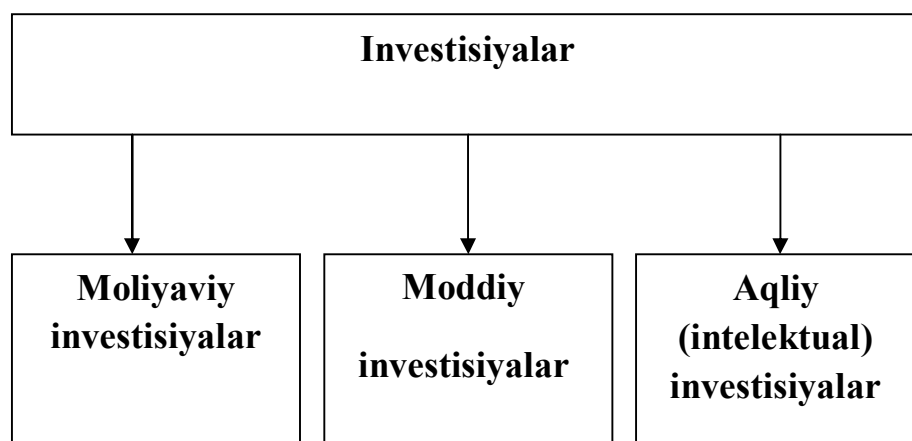 Investisiyalar
Moliyaviy
investisiyalar
Moddiy
investisiyalar
Aqliy
(intelektual)
investisiyalar